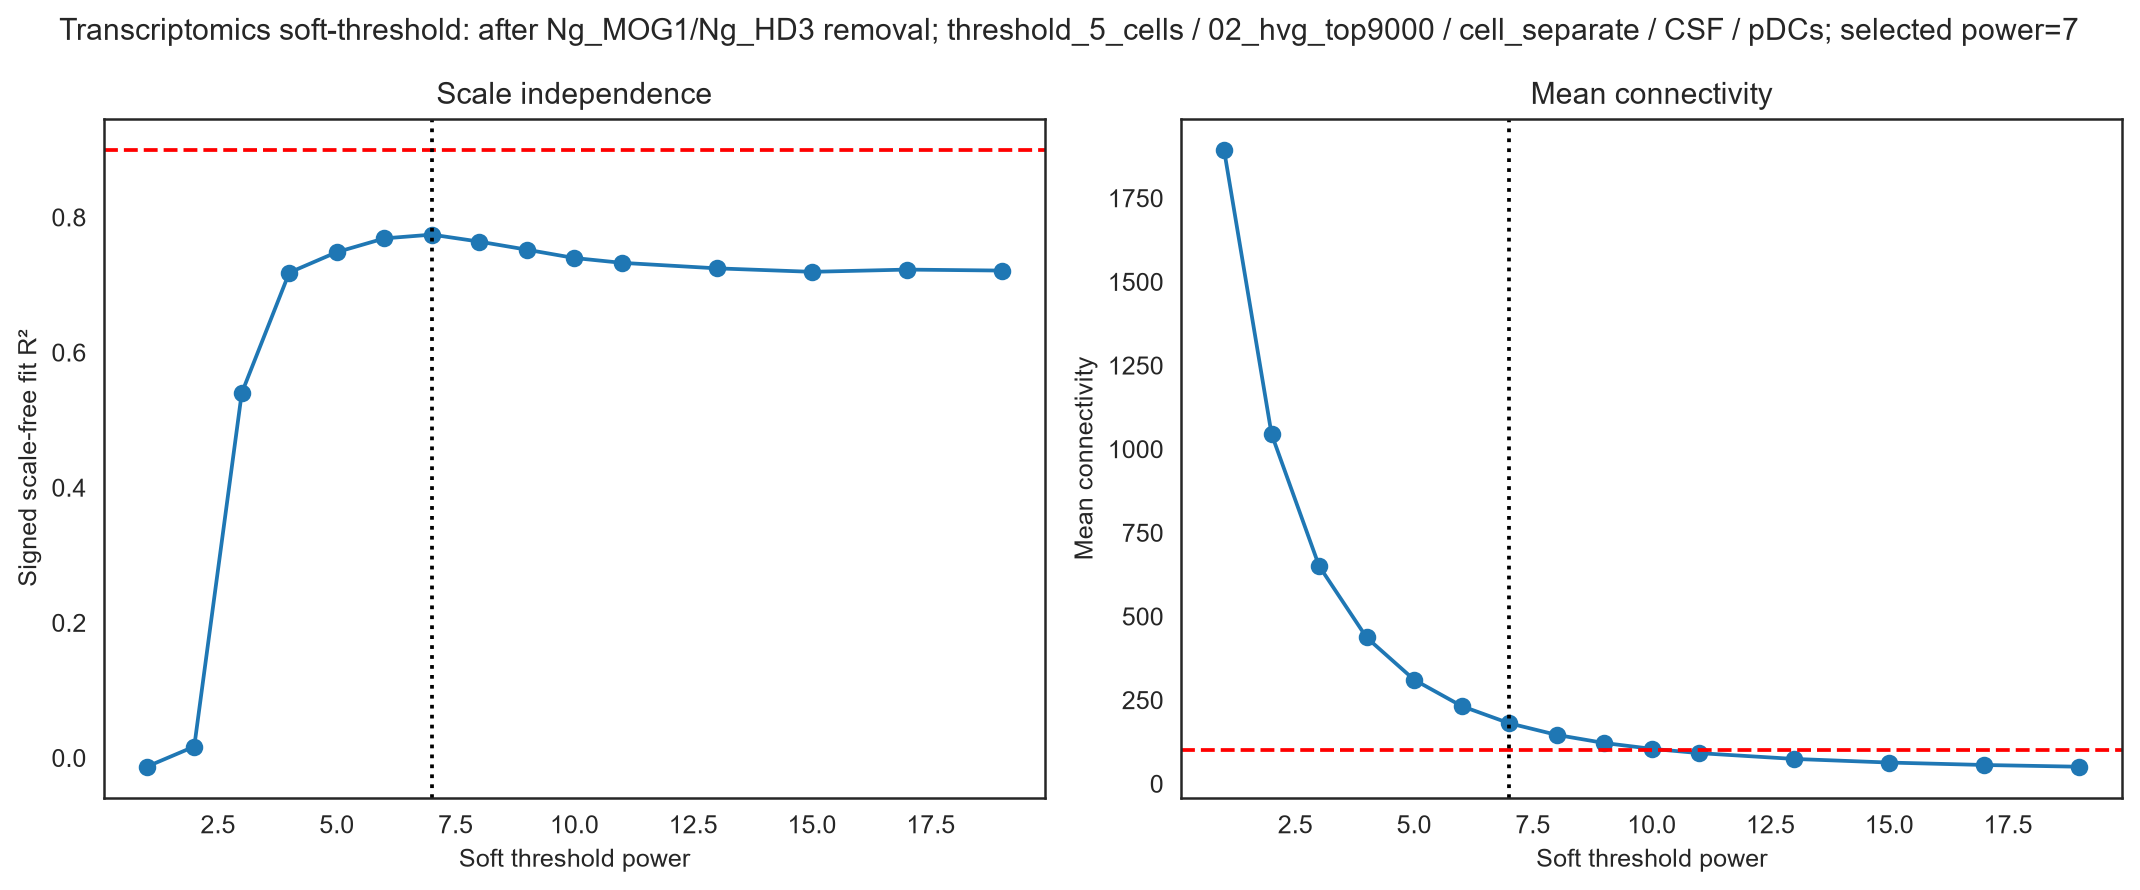 Transcriptomics soft-threshold: after Ng_MOG1/Ng_HD3 removal; threshold_5_cells / 02_hvg_top9000 / cell_separate / CSF / pDCs; selected power=7
Scale independence
Signed scale-free fit R²
0.8
0.6
0.4
0.2
0.0
2.5 5.0 7.5 10.0 12.5 15.0 17.5
Soft threshold power
Mean connectivity
Mean connectivity
1750
1500
1250
1000
750
500
250
0
2.5 5.0 7.5 10.0 12.5 15.0 17.5
Soft threshold power